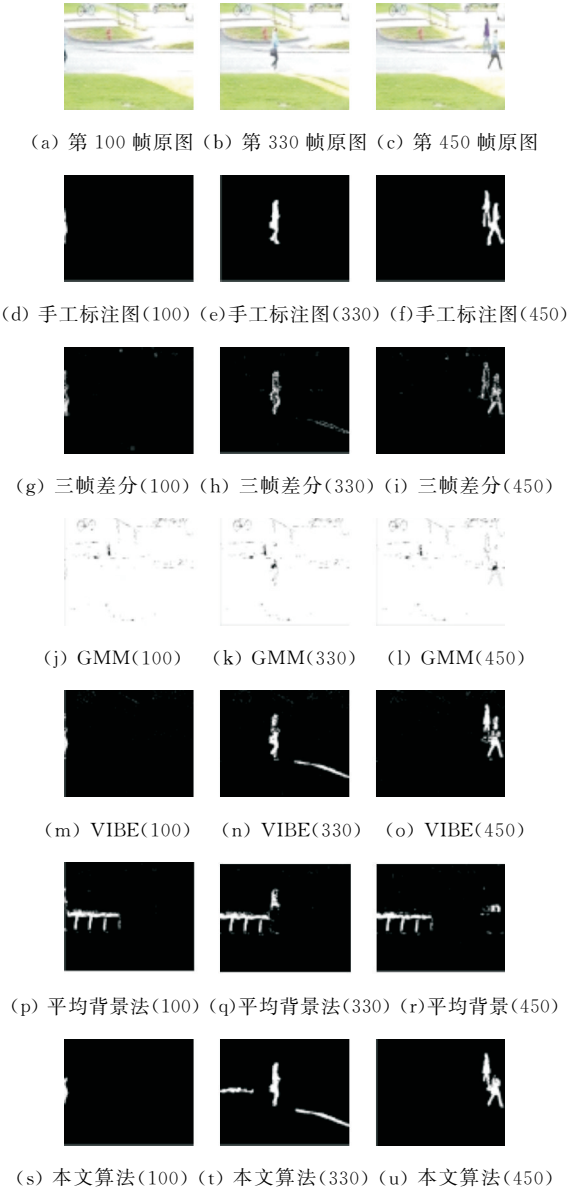 (a) 第 100 帧原图 (b) 第 330 帧原图 (c) 第 450 帧原图
(d) 手工标注图(100) (e)手工标注图(330) (f)手工标注图(450)
(g) 三帧差分(100) (h) 三帧差分(330) (i) 三帧差分(450)
(j) GMM(100) (k) GMM(330) (l) GMM(450)
(m) VIBE(100) (n) VIBE(330) (o) VIBE(450)
(p) 平均背景法(100) (q)平均背景法(330) (r)平均背景(450)
(s) 本文算法(100) (t) 本文算法(330) (u) 本文算法(450)